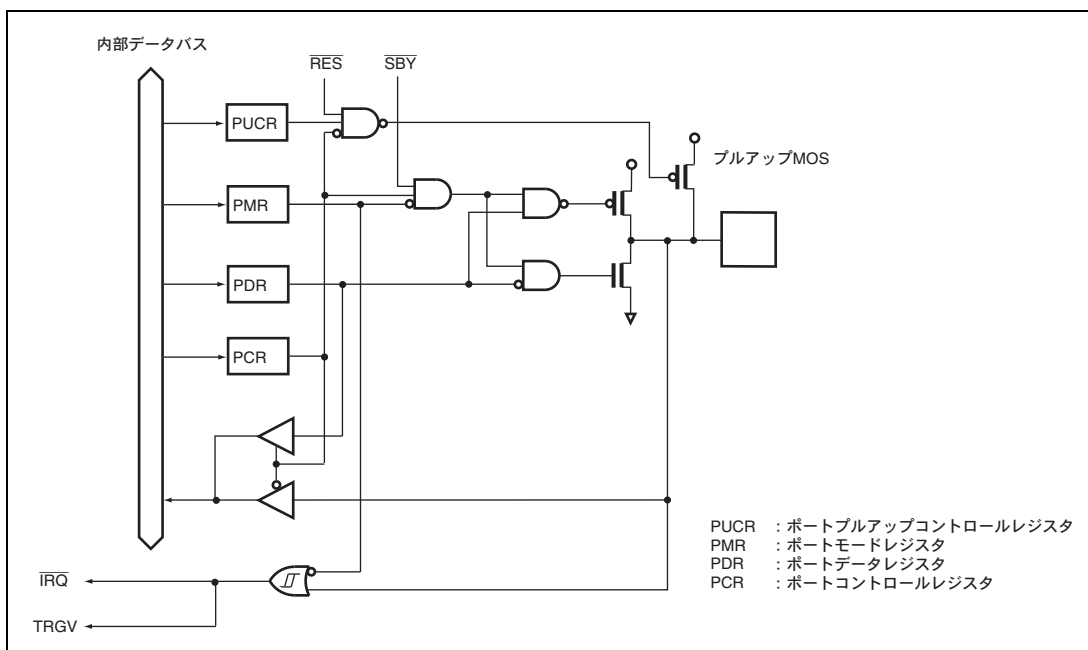 内部データバス
RES
SBY
PUCR
プルアップMOS
PMR
PDR
PCR
PUCR :ポートプルアップコントロールレジスタ
PMR :ポートモードレジスタ
PDR :ポートデータレジスタ
PCR :ポートコントロールレジスタ
IRQ
TRGV